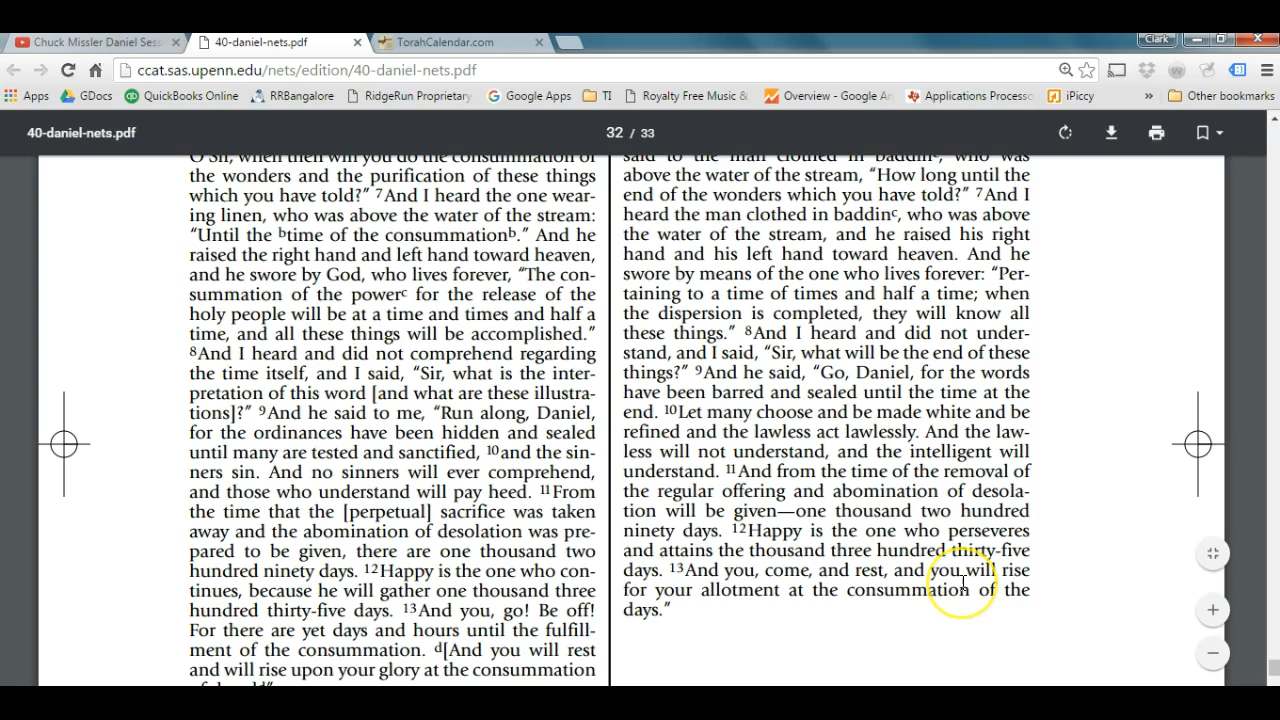 Chuck Missler Daniel Sess
40-daniel-nets.pdf
TorahCalendar.com
Clark
ccat.sas.upenn.edu/nets/edition/40-daniel-nets.pdf
Apps GDocs QuickBooks Online RRBangalore RidgeRun Proprietary Google Apps TI Royalty Free Music & Overview - Google An Applications Processo iPiccy » Other bookmarks
40-daniel-nets.pdf 32 / 33
O Sir, when then will you do the consummation of
the wonders and the purification of these things
which you have told?” 7And I heard the one wear-
ing linen, who was above the water of the stream:
“Until the btime of the consummationb.” And he
raised the right hand and left hand toward heaven,
and he swore by God, who lives forever, “The con-
summation of the powerc for the release of the
holy people will be at a time and times and half a
time, and all these things will be accomplished.”
8And I heard and did not comprehend regarding
the time itself, and I said, “Sir, what is the inter-
pretation of this word [and what are these illustra-
tions]?” 9And he said to me, “Run along, Daniel,
for the ordinances have been hidden and sealed
until many are tested and sanctified, 10and the sin-
ners sin. And no sinners will ever comprehend,
and those who understand will pay heed. 11From
the time that the [perpetual] sacrifice was taken
away and the abomination of desolation was pre-
pared to be given, there are one thousand two
hundred ninety days. 12Happy is the one who con-
tinues, because he will gather one thousand three
hundred thirty-five days. 13And you, go! Be off!
For there are yet days and hours until the fulfill-
ment of the consummation. d[And you will rest
and will rise upon your glory at the consummation
said to the man clothed in baddinc, who was
above the water of the stream, “How long until the
end of the wonders which you have told?” 7And I
heard the man clothed in baddinc, who was above
the water of the stream, and he raised his right
hand and his left hand toward heaven. And he
swore by means of the one who lives forever: “Per-
taining to a time of times and half a time; when
the dispersion is completed, they will know all
these things.” 8And I heard and did not under-
stand, and I said, “Sir, what will be the end of these
things?” 9And he said, “Go, Daniel, for the words
have been barred and sealed until the time at the
end. 10Let many choose and be made white and be
refined and the lawless act lawlessly. And the law-
less will not understand, and the intelligent will
understand. 11And from the time of the removal of
the regular offering and abomination of desola-
tion will be given—one thousand two hundred
ninety days. 12Happy is the one who perseveres
and attains the thousand three hundred thirty-five
days. 13And you, come, and rest, and you will rise
for your allotment at the consummation of the
days.”